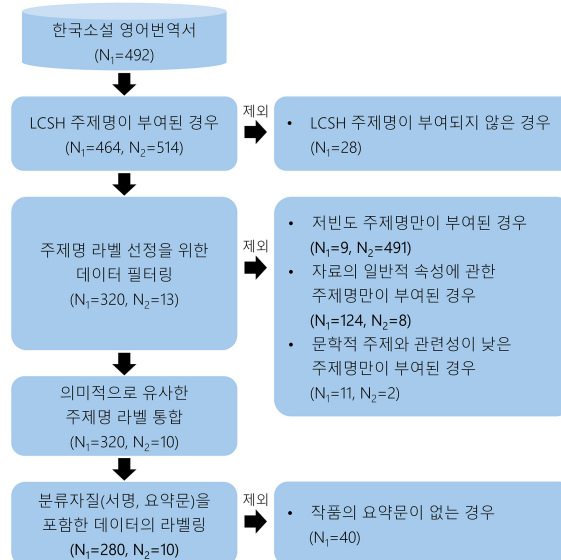 한국소설 영어번역서
(N₁=492)
LCSH 주제명이 부여된 경우
(N₁=464, N₂=514)
제외
• LCSH 주제명이 부여되지 않은 경우
(N₁=28)
주제명 라벨 선정을 위한
데이터 필터링
(N₁=320, N₂=13)
제외
• 저빈도 주제명만이 부여된 경우
(N₁=9, N₂=491)
• 자료의 일반적 속성에 관한
주제명만이 부여된 경우
(N₁=124, N₂=8)
• 문학적 주제와 관련성이 낮은
주제명만이 부여된 경우
(N₁=11, N₂=2)
의미적으로 유사한
주제명 라벨 통합
(N₁=320, N₂=10)
분류자질(서명, 요약문)을
포함한 데이터의 라벨링
(N₁=280, N₂=10)
제외
• 작품의 요약문이 없는 경우
(N₁=40)